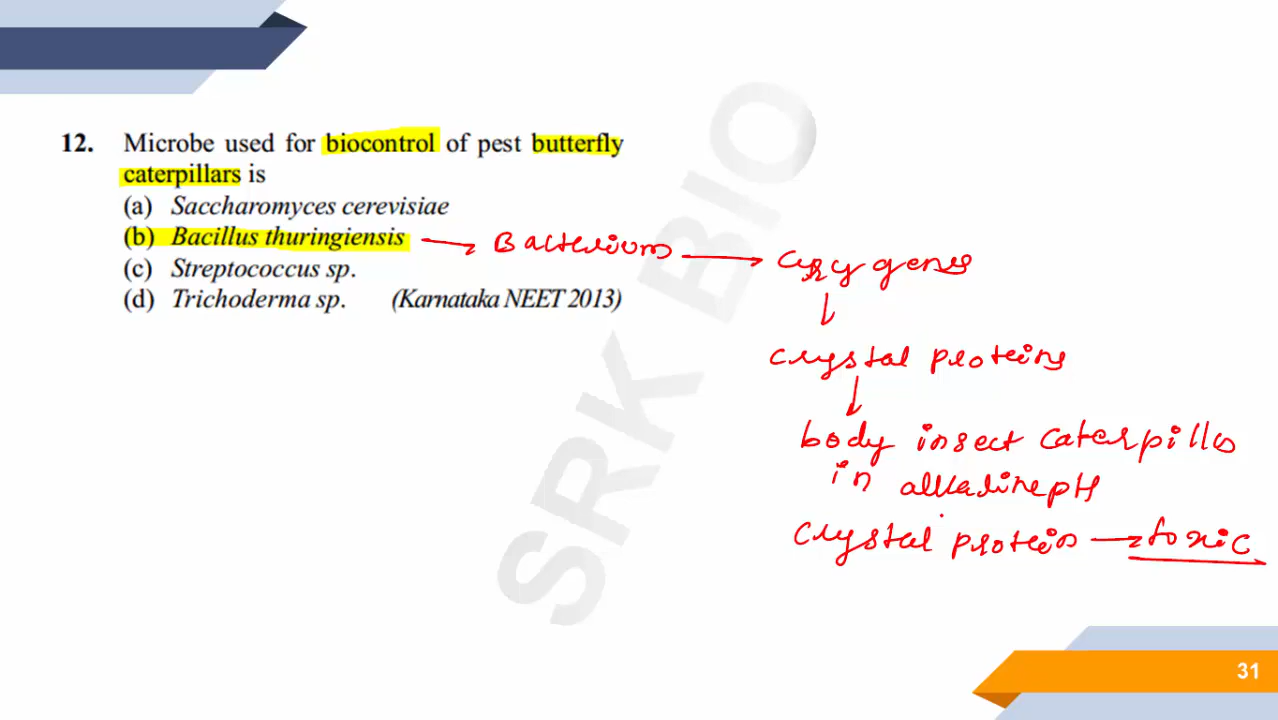 12. Microbe used for biocontrol of pest butterfly
caterpillars is
(a) Saccharomyces cerevisiae
(b) Bacillus thuringiensis → Bacterium → cry genes
(c) Streptococcus sp.
(d) Trichoderma sp. (Karnataka NEET 2013)
crystal proteins
body insect caterpills
in alkaline pH
crystal protein → toxic
SRK BIO
31